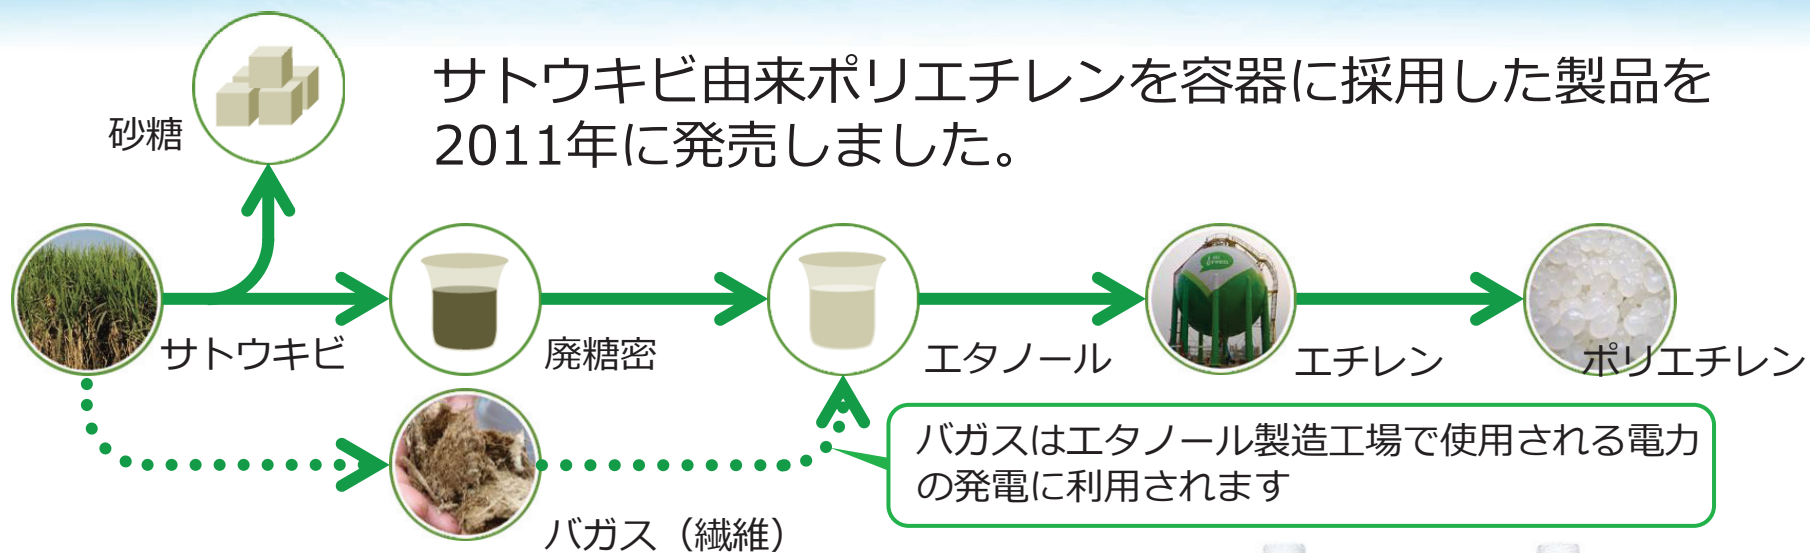 サトウキビ由来ポリエチレンを容器に採用した製品を
2011年に発売しました。
砂糖
サトウキビ
廃糖密
エタノール
エチレン
ポリエチレン
バガス（繊維）
バガスはエタノール製造工場で使用される電力
の発電に利用されます